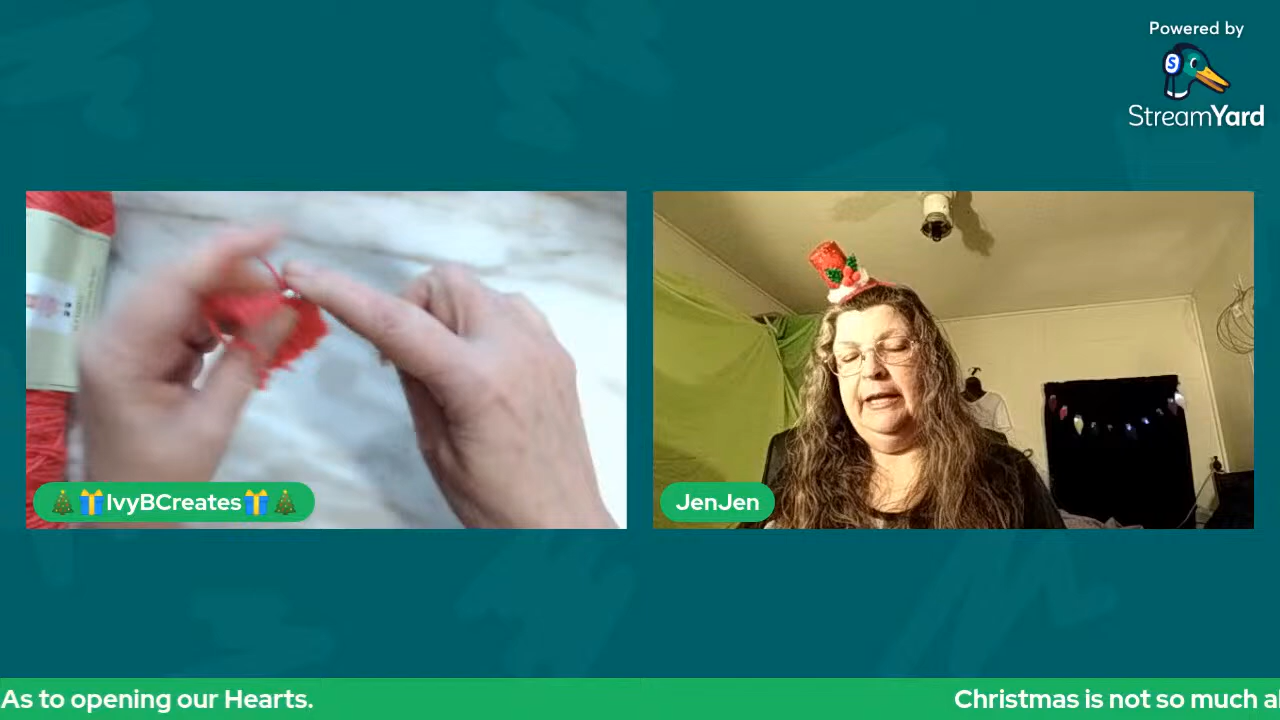 Powered by
S
StreamYard
🎄🎁IvyBCreates🎁🎄
JenJen
As to opening our Hearts.
Christmas is not so much a